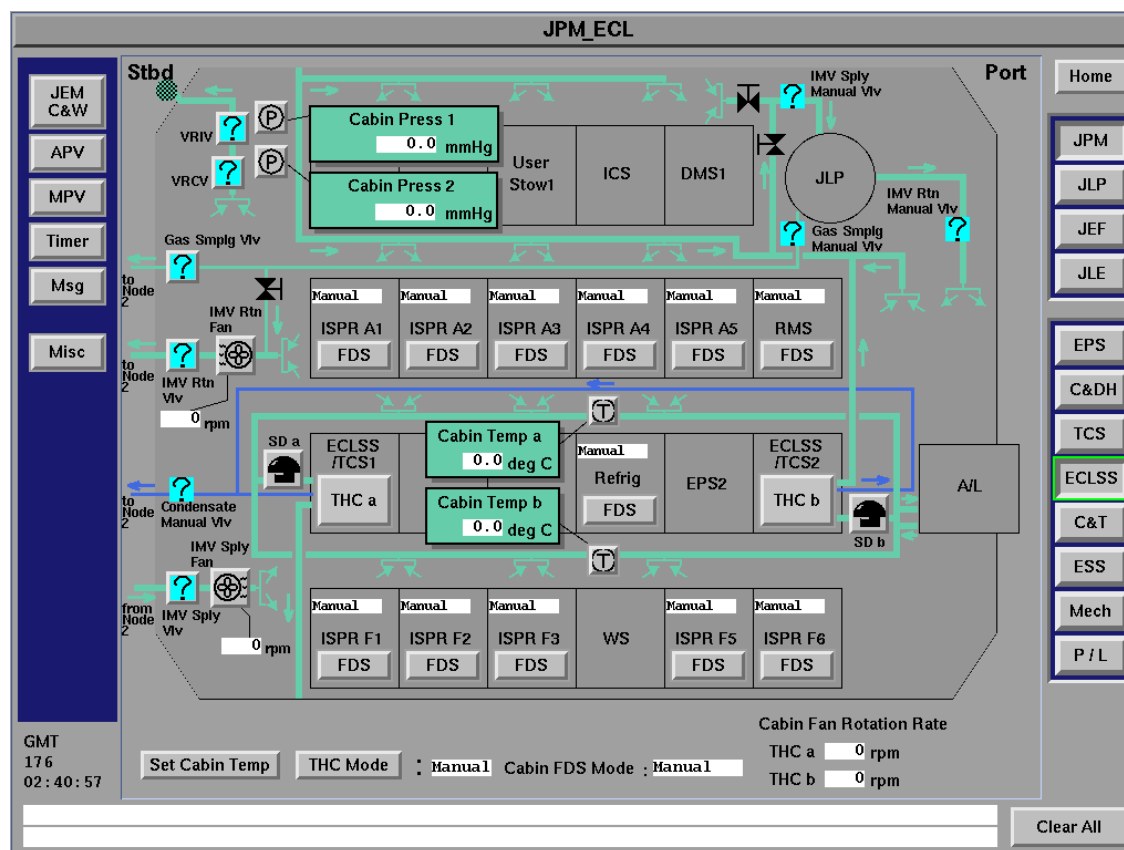 JPM_ECL
JEM
C&W
APV
MPV
Timer
Msg
Misc
GMT
176
02:40:57
Stbd
Port
VRIV
VRCV
P
P
Cabin Press 1
0.0 mmHg
Cabin Press 2
0.0 mmHg
User
Stow1
ICS
DMS1
IMV Sply
Manual Vlv
JLP
IMV Rtn
Manual Vlv
Gas Smplg
Manual Vlv
Gas Smplg Vlv
to
Node
2
IMV Rtn
Fan
to
Node
2
IMV Rtn
Vlv
0 rpm
Manual
ISPR A1
FDS
Manual
ISPR A2
FDS
Manual
ISPR A3
FDS
Manual
ISPR A4
FDS
Manual
ISPR A5
FDS
Manual
RMS
FDS
SD a
ECLSS
/TCS1
THC a
T
Cabin Temp a
0.0 deg C
Cabin Temp b
0.0 deg C
T
Manual
Refrig
FDS
EPS2
ECLSS
/TCS2
THC b
SD b
A/L
to
Node
2
Condensate
Manual Vlv
IMV Sply
Fan
from
Node
2
IMV Sply
Vlv
0 rpm
Manual
ISPR F1
FDS
Manual
ISPR F2
FDS
Manual
ISPR F3
FDS
WS
Manual
ISPR F5
FDS
Manual
ISPR F6
FDS
Set Cabin Temp
THC Mode
: Manual
Cabin FDS Mode : Manual
Cabin Fan Rotation Rate
THC a 0 rpm
THC b 0 rpm
Home
JPM
JLP
JEF
JLE
EPS
C&DH
TCS
ECLSS
C&T
ESS
Mech
P / L
Clear All